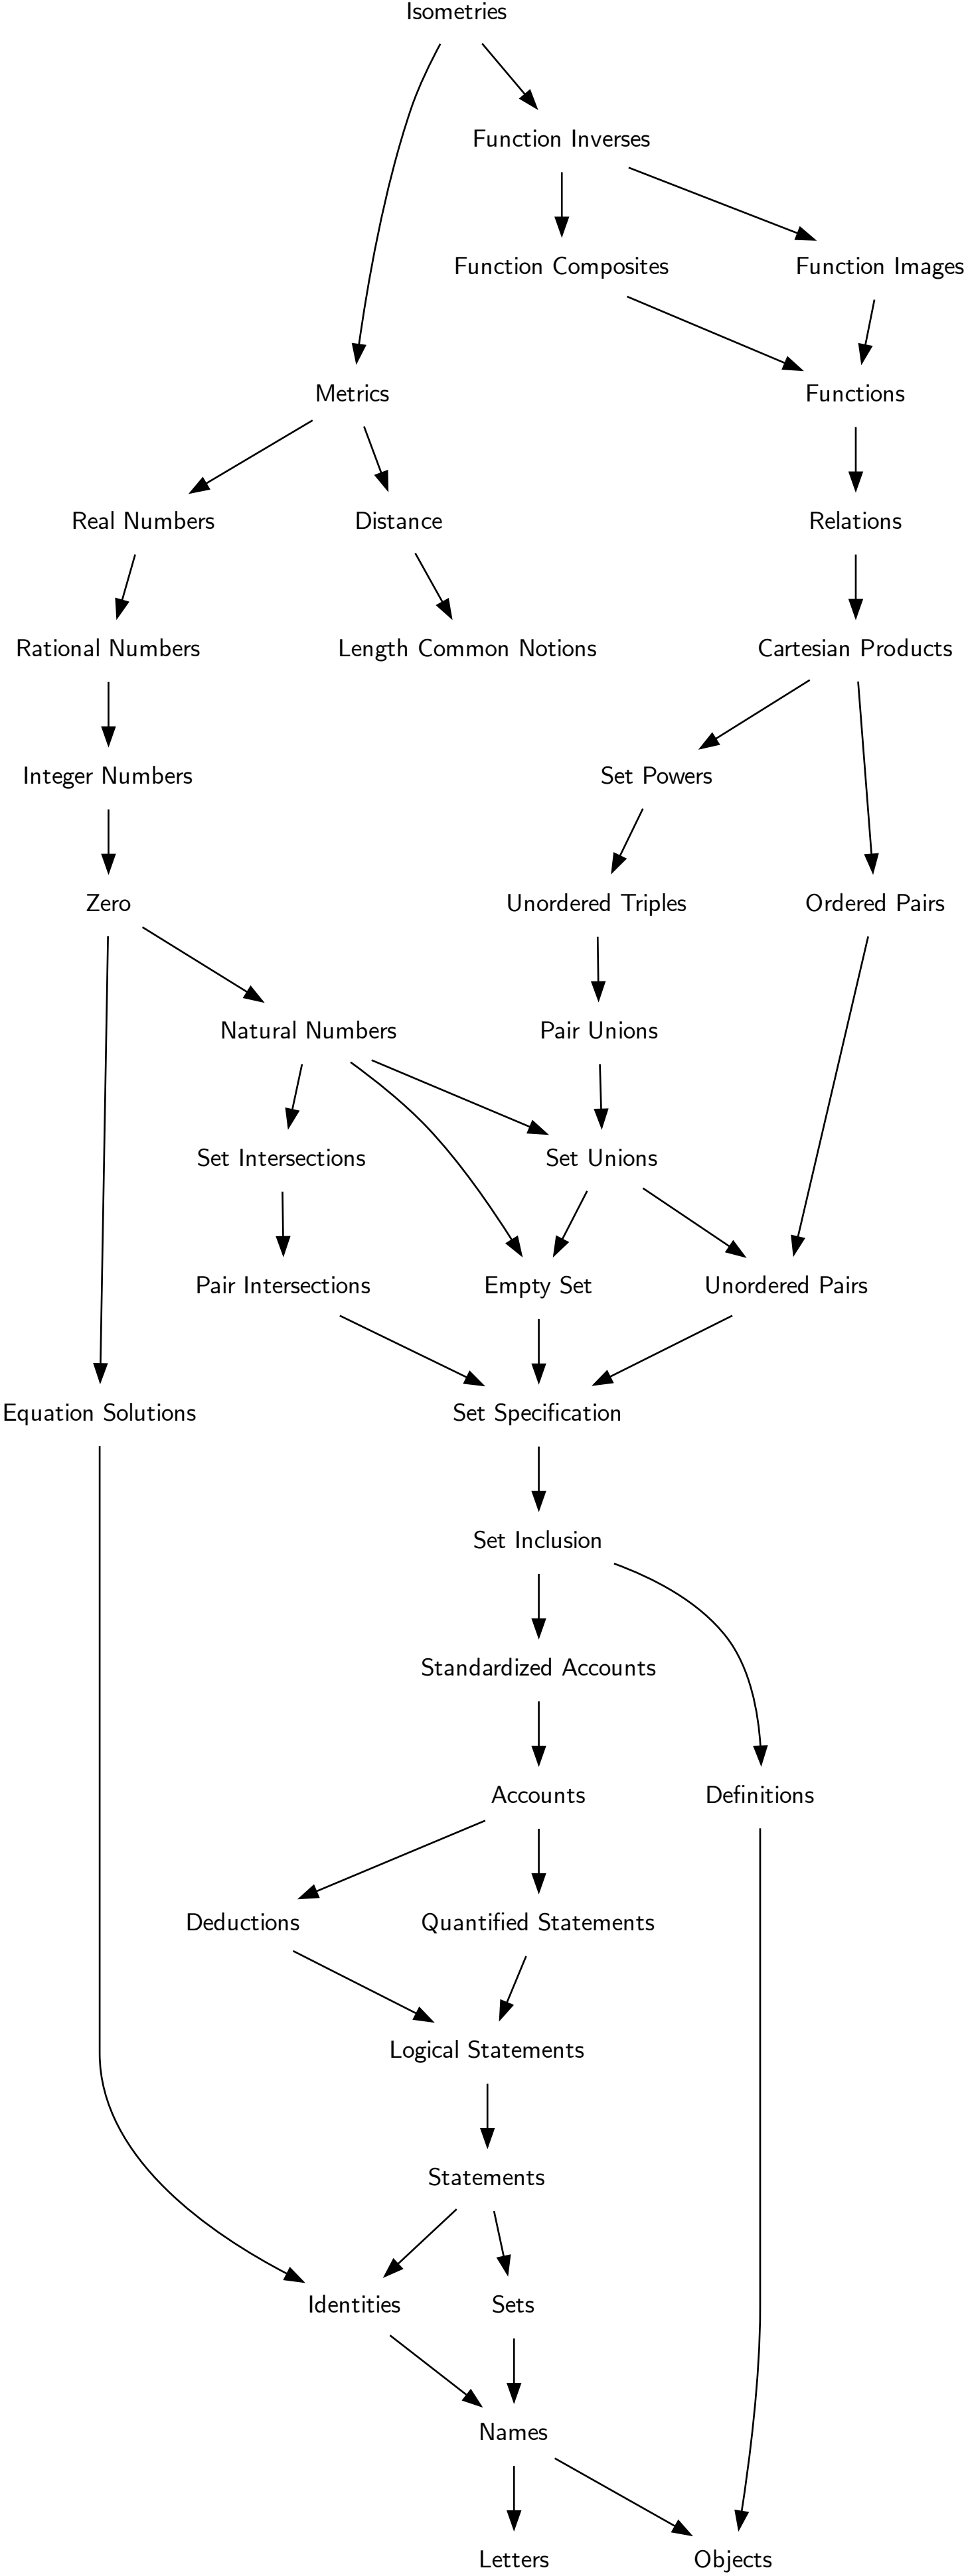 Isometries
Function Inverses
Function Composites
Function Images
Metrics
Functions
Real Numbers
Distance
Relations
Rational Numbers
Length Common Notions
Cartesian Products
Integer Numbers
Set Powers
Zero
Unordered Triples
Ordered Pairs
Natural Numbers
Pair Unions
Set Intersections
Set Unions
Pair Intersections
Empty Set
Unordered Pairs
Equation Solutions
Set Specification
Set Inclusion
Standardized Accounts
Accounts
Definitions
Deductions
Quantified Statements
Logical Statements
Statements
Identities
Sets
Names
Letters
Objects